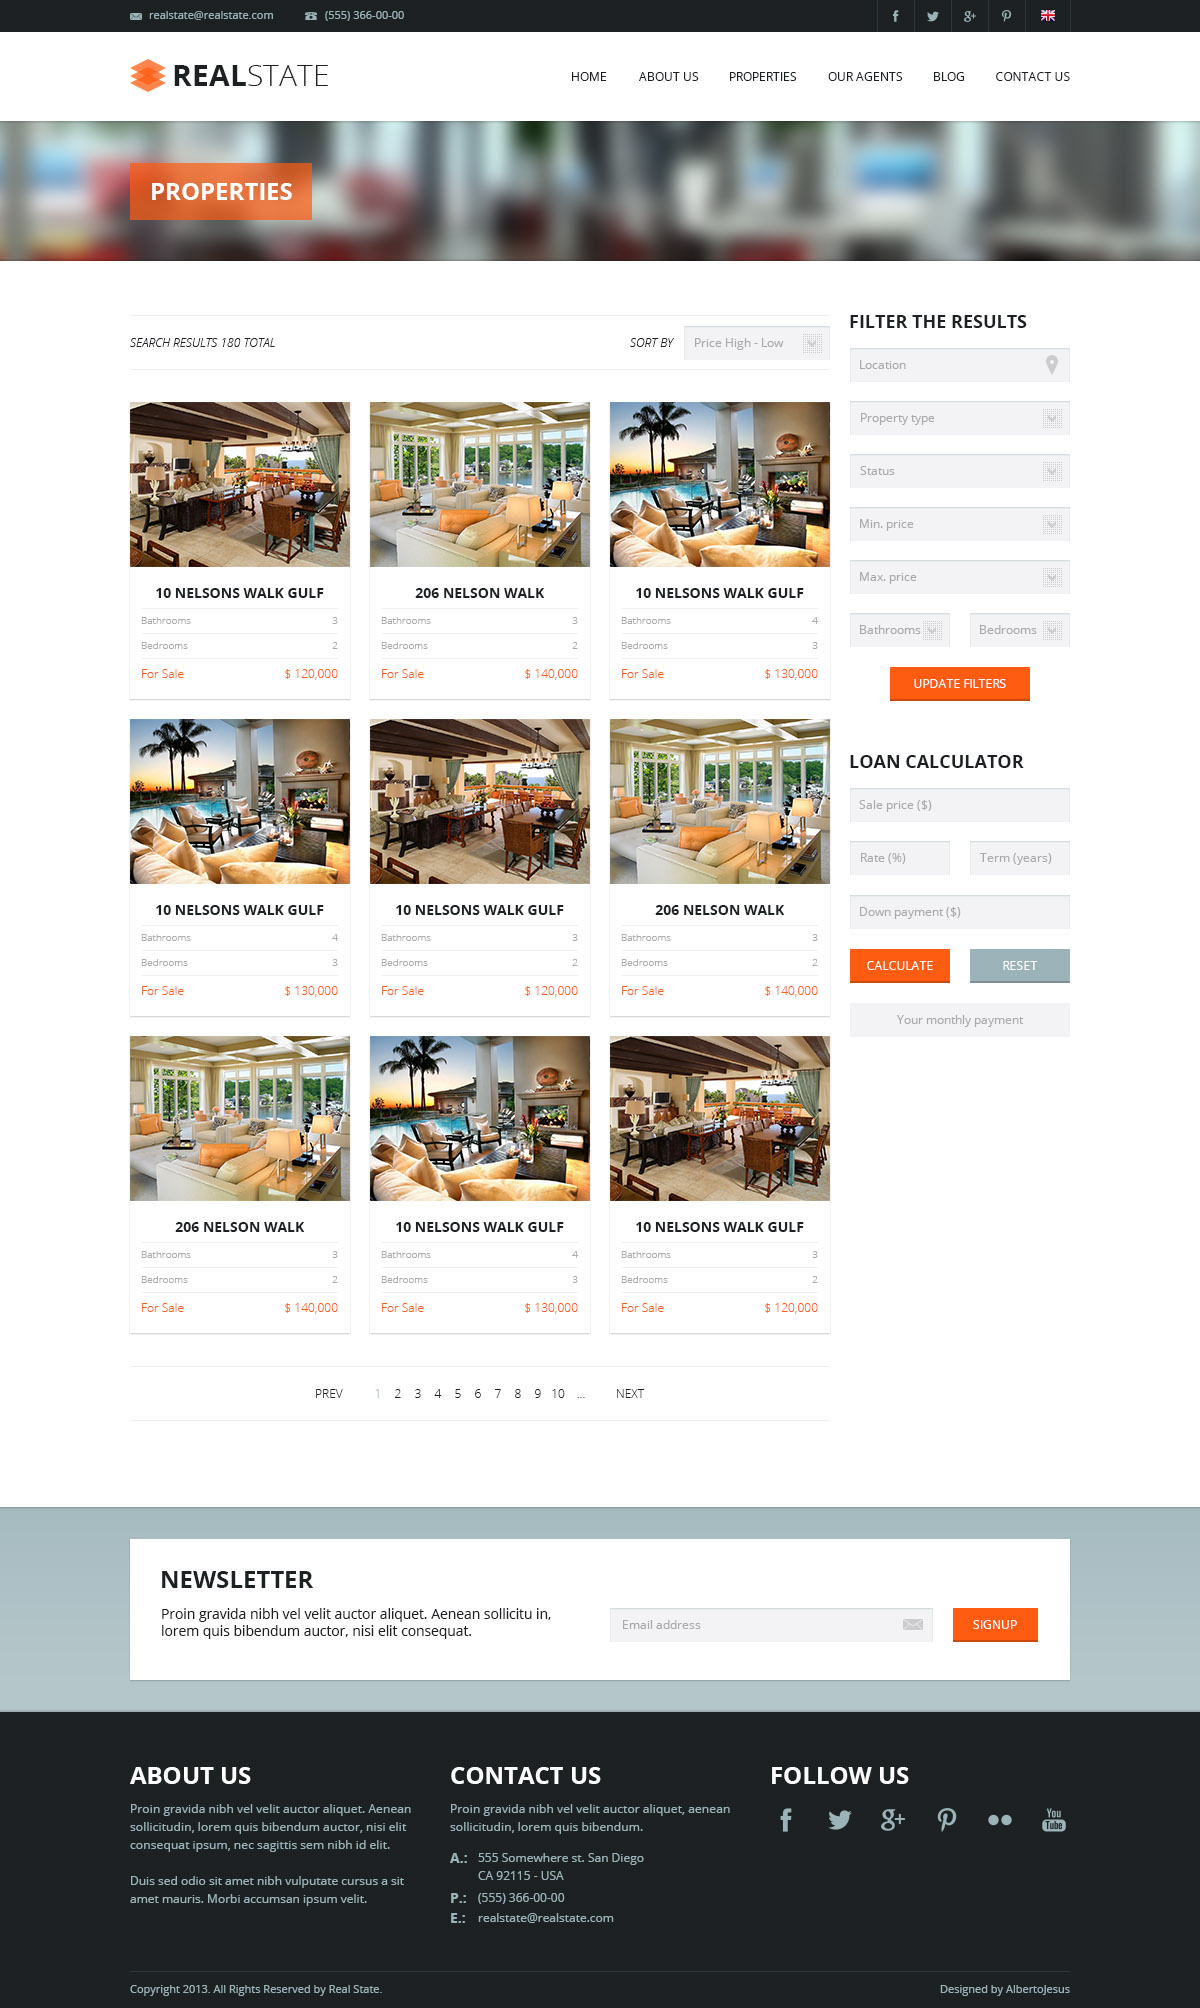 realstate@realstate.com (555) 366-00-00
REALSTATE
HOME ABOUT US PROPERTIES OUR AGENTS BLOG CONTACT US
PROPERTIES
SEARCH RESULTS 180 TOTAL SORT BY Price High - Low
10 NELSONS WALK GULF
Bathrooms 3
Bedrooms 2
For Sale $ 120,000
206 NELSON WALK
Bathrooms 3
Bedrooms 2
For Sale $ 140,000
10 NELSONS WALK GULF
Bathrooms 4
Bedrooms 3
For Sale $ 130,000
10 NELSONS WALK GULF
Bathrooms 4
Bedrooms 3
For Sale $ 130,000
10 NELSONS WALK GULF
Bathrooms 3
Bedrooms 2
For Sale $ 120,000
206 NELSON WALK
Bathrooms 3
Bedrooms 2
For Sale $ 140,000
206 NELSON WALK
Bathrooms 3
Bedrooms 2
For Sale $ 140,000
10 NELSONS WALK GULF
Bathrooms 4
Bedrooms 3
For Sale $ 130,000
10 NELSONS WALK GULF
Bathrooms 3
Bedrooms 2
For Sale $ 120,000
PREV 1 2 3 4 5 6 7 8 9 10 ... NEXT
FILTER THE RESULTS
Location
Property type
Status
Min. price
Max. price
Bathrooms Bedrooms
UPDATE FILTERS
LOAN CALCULATOR
Sale price ($)
Rate (%) Term (years)
Down payment ($)
CALCULATE RESET
Your monthly payment
NEWSLETTER
Proin gravida nibh vel velit auctor aliquet. Aenean sollicitu in,
lorem quis bibendum auctor, nisi elit consequat.
Email address SIGNUP
ABOUT US
Proin gravida nibh vel velit auctor aliquet. Aenean
sollicitudin, lorem quis bibendum auctor, nisi elit
consequat ipsum, nec sagittis sem nibh id elit.
Duis sed odio sit amet nibh vulputate cursus a sit
amet mauris. Morbi accumsan ipsum velit.
CONTACT US
Proin gravida nibh vel velit auctor aliquet, aenean
sollicitudin, lorem quis bibendum.
A.: 555 Somewhere st. San Diego
CA 92115 - USA
P.: (555) 366-00-00
E.: realstate@realstate.com
FOLLOW US
You
Tube
Copyright 2013. All Rights Reserved by Real State. Designed by AlbertoJesus